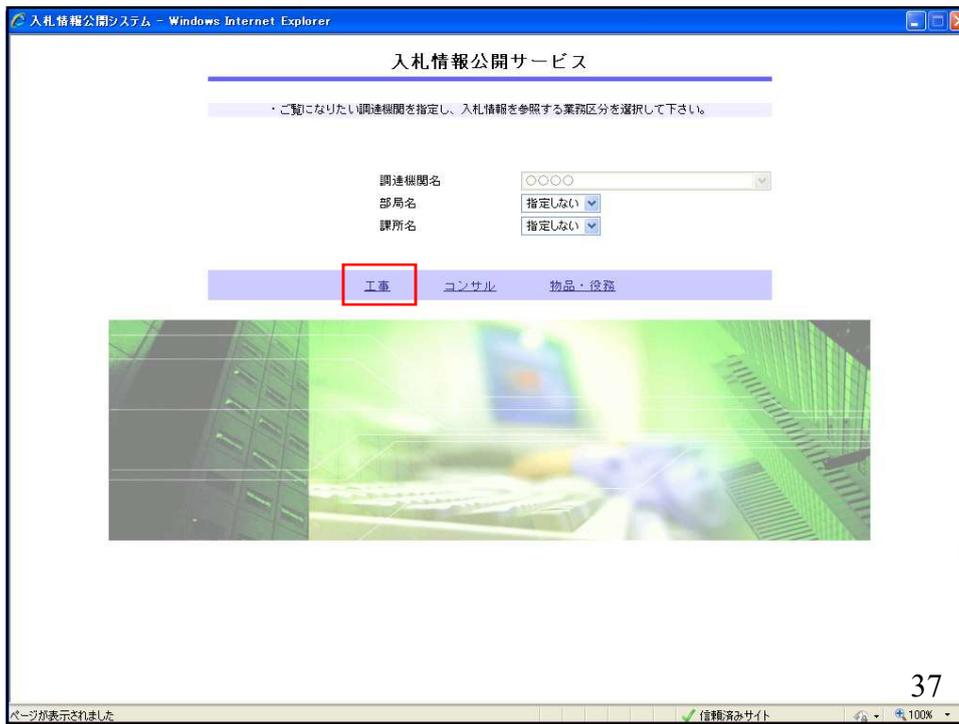 入札情報公開システム - Windows Internet Explorer
入札情報公開サービス
・ご覧になりたい調達機関を指定し、入札情報を参照する業務区分を選択して下さい。
調達機関名 ○○○○
部局名 指定しない
課所名 指定しない
工事 コンサル 物品・役務
37
ページが表示されました 信頼済みサイト 100%